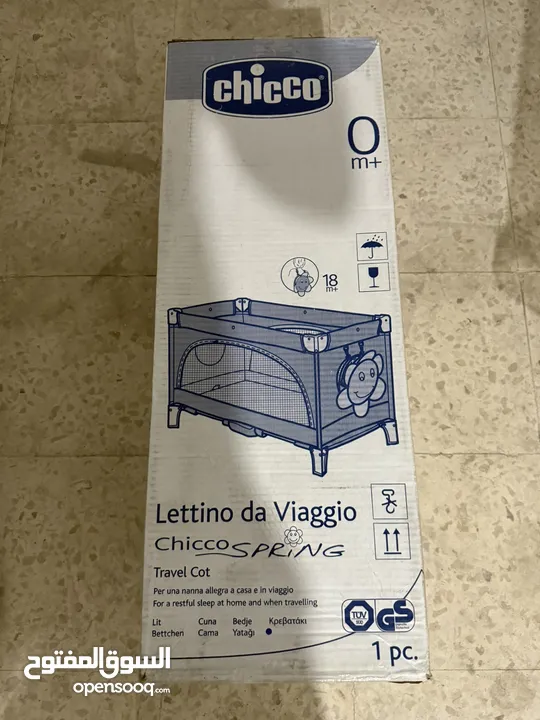 chicco
0
m+
18
m+
Lettino da Viaggio
Chicco SPRING
Travel Cot
Per una nanna allegra a casa e in viaggio
For a restful sleep at home and when travelling
Lit Cuna Bedje Κρεβατάκι
Bettchen Cama Yatağı
TÜV
GS
1 pc.
السوق المفتوح
opensooq.com